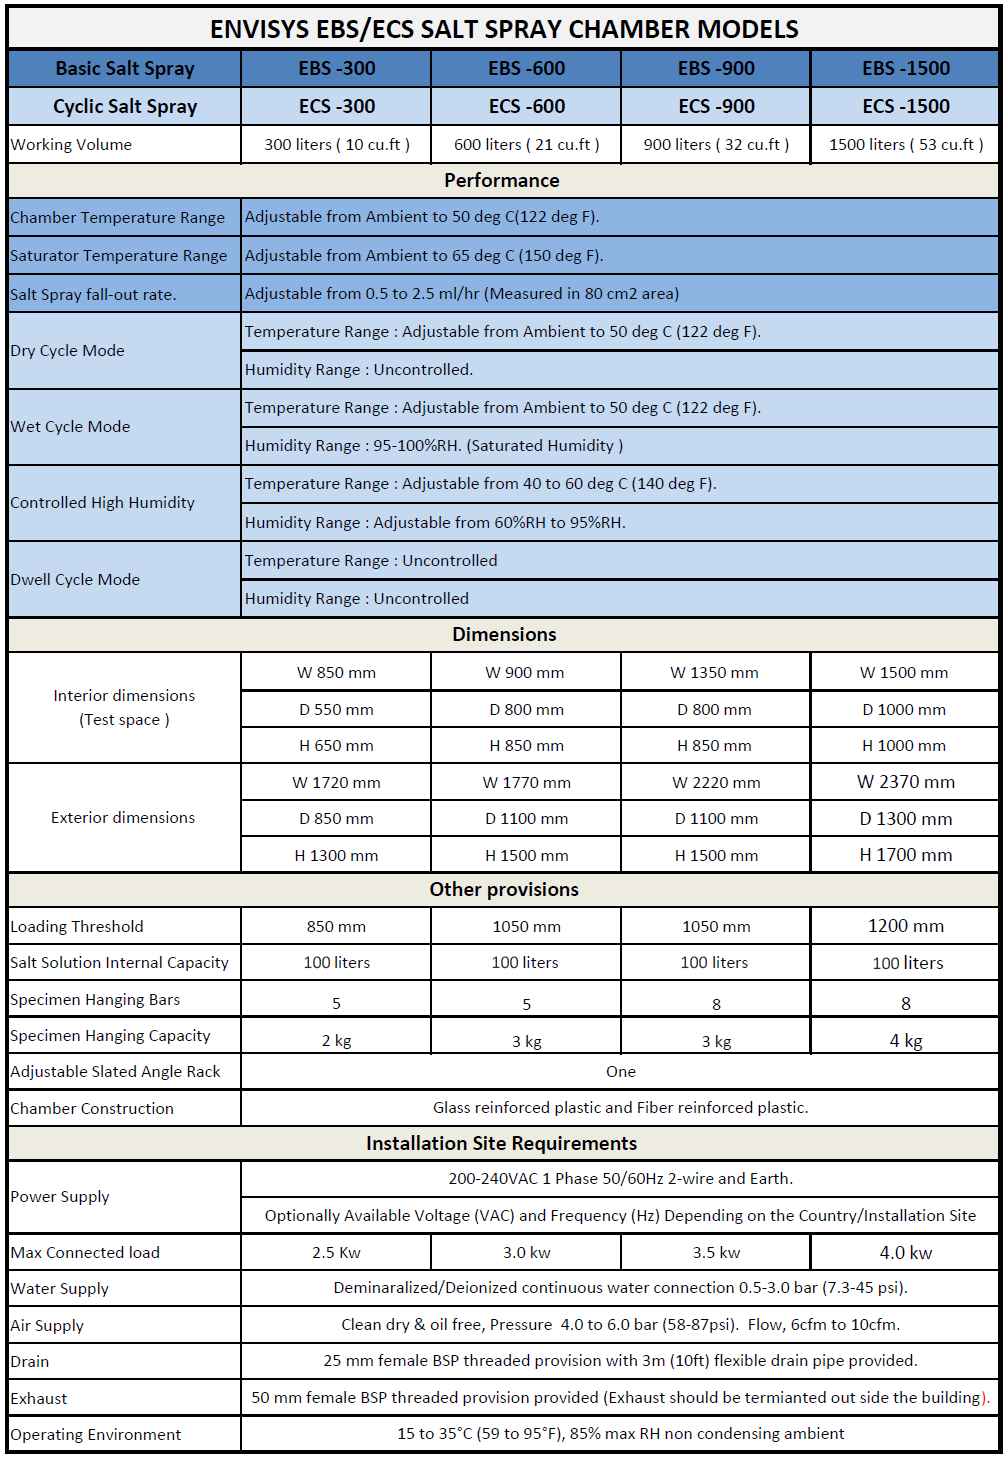 ENVISYS EBS/ECS SALT SPRAY CHAMBER MODELS
Basic Salt Spray EBS -300 EBS -600 EBS -900 EBS -1500
Cyclic Salt Spray ECS -300 ECS -600 ECS -900 ECS -1500
Working Volume 300 liters ( 10 cu.ft ) 600 liters ( 21 cu.ft ) 900 liters ( 32 cu.ft ) 1500 liters ( 53 cu.ft )
Performance
Chamber Temperature Range Adjustable from Ambient to 50 deg C(122 deg F).
Saturator Temperature Range Adjustable from Ambient to 65 deg C (150 deg F).
Salt Spray fall-out rate. Adjustable from 0.5 to 2.5 ml/hr (Measured in 80 cm2 area)
Dry Cycle Mode
Temperature Range : Adjustable from Ambient to 50 deg C (122 deg F).
Humidity Range : Uncontrolled.
Wet Cycle Mode
Temperature Range : Adjustable from Ambient to 50 deg C (122 deg F).
Humidity Range : 95-100%RH. (Saturated Humidity )
Controlled High Humidity
Temperature Range : Adjustable from 40 to 60 deg C (140 deg F).
Humidity Range : Adjustable from 60%RH to 95%RH.
Dwell Cycle Mode
Temperature Range : Uncontrolled
Humidity Range : Uncontrolled
Dimensions
Interior dimensions
(Test space )
W 850 mm W 900 mm W 1350 mm W 1500 mm
D 550 mm D 800 mm D 800 mm D 1000 mm
H 650 mm H 850 mm H 850 mm H 1000 mm
Exterior dimensions
W 1720 mm W 1770 mm W 2220 mm W 2370 mm
D 850 mm D 1100 mm D 1100 mm D 1300 mm
H 1300 mm H 1500 mm H 1500 mm H 1700 mm
Other provisions
Loading Threshold 850 mm 1050 mm 1050 mm 1200 mm
Salt Solution Internal Capacity 100 liters 100 liters 100 liters 100 liters
Specimen Hanging Bars 5 5 8 8
Specimen Hanging Capacity 2 kg 3 kg 3 kg 4 kg
Adjustable Slated Angle Rack One
Chamber Construction Glass reinforced plastic and Fiber reinforced plastic.
Installation Site Requirements
Power Supply
200-240VAC 1 Phase 50/60Hz 2-wire and Earth.
Optionally Available Voltage (VAC) and Frequency (Hz) Depending on the Country/Installation Site
Max Connected load 2.5 Kw 3.0 kw 3.5 kw 4.0 kw
Water Supply Deminaralized/Deionized continuous water connection 0.5-3.0 bar (7.3-45 psi).
Air Supply Clean dry & oil free, Pressure 4.0 to 6.0 bar (58-87psi). Flow, 6cfm to 10cfm.
Drain 25 mm female BSP threaded provision with 3m (10ft) flexible drain pipe provided.
Exhaust 50 mm female BSP threaded provision provided (Exhaust should be termianted out side the building).
Operating Environment 15 to 35°C (59 to 95°F), 85% max RH non condensing ambient